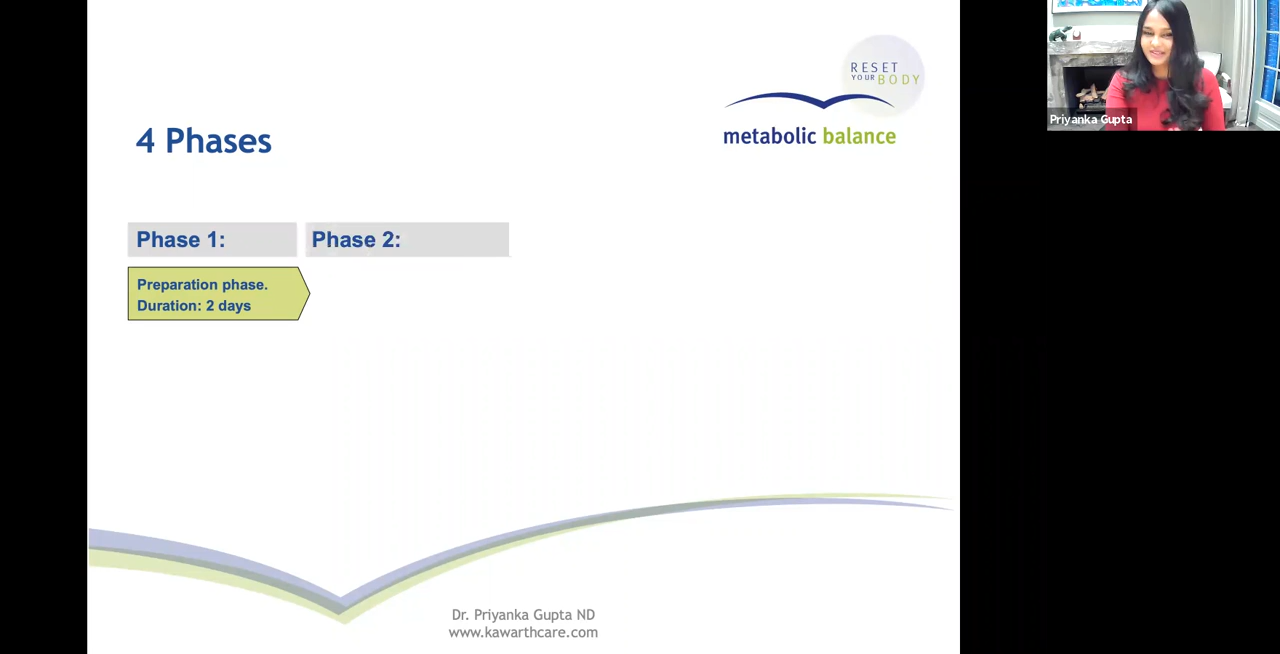 RESET
YOUR BODY
metabolic balance
4 Phases
Phase 1:
Phase 2:
Preparation phase.
Duration: 2 days
Dr. Priyanka Gupta ND
www.kawarthcare.com
Priyanka Gupta